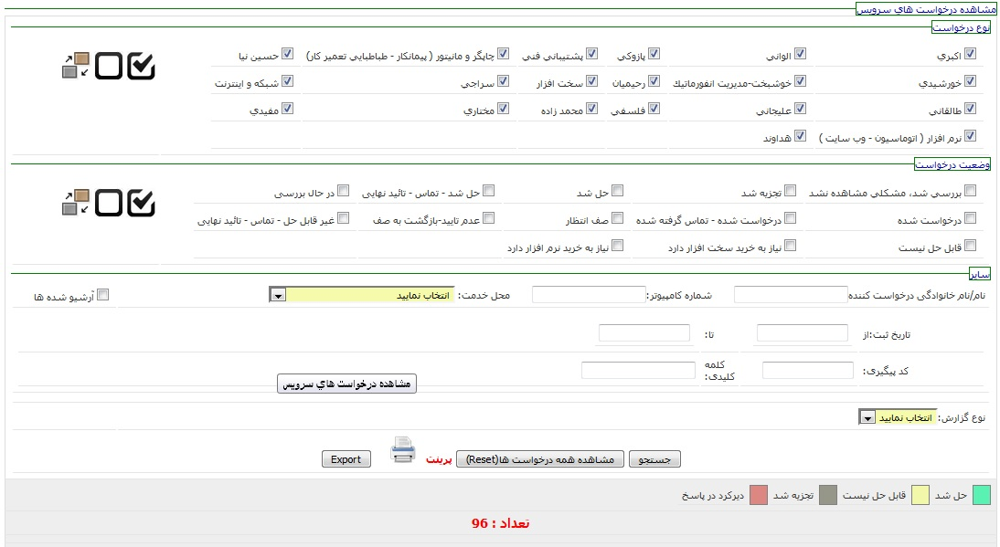 مشاهده درخواست هاي سرويس
نوع درخواست
اکبري الواني پازوکي پشتيباني فني چاپگر و مانيتور ( پيمانکار - طباطبايي تعمير کار) حسين نيا
خورشيدي خوشبخت-مديريت انفورماتيك رحيميان سخت افزار سراجي شبکه و اينترنت
طالقاني عليجاني فلسفي محمد زاده مختاري مفيدي
نرم افزار ( اتوماسيون - وب سايت ) هداوند
وضعيت درخواست
بررسي شد، مشکلي مشاهده نشد تجزيه شد حل شد حل شد - تماس - تائيد نهايي در حال بررسي
درخواست شده درخواست شده - تماس گرفته شده صف انتظار عدم تاييد-بازگشت به صف غير قابل حل - تماس - تائيد نهايي
قابل حل نيست نياز به خريد سخت افزار دارد نياز به خريد نرم افزار دارد
ساير
نام/نام خانوادگي درخواست كننده شماره كامپيوتر: محل خدمت: انتخاب نماييد آرشيو شده ها
تاريخ ثبت:از تا:
كد پيگيري: كلمه كليدي:
مشاهده درخواست هاي سرويس
نوع گزارش: انتخاب نماييد
جستجو مشاهده همه درخواست ها(Reset) پرينت Export
حل شد قابل حل نيست تجزيه شد ديركرد در پاسخ
تعداد : 96